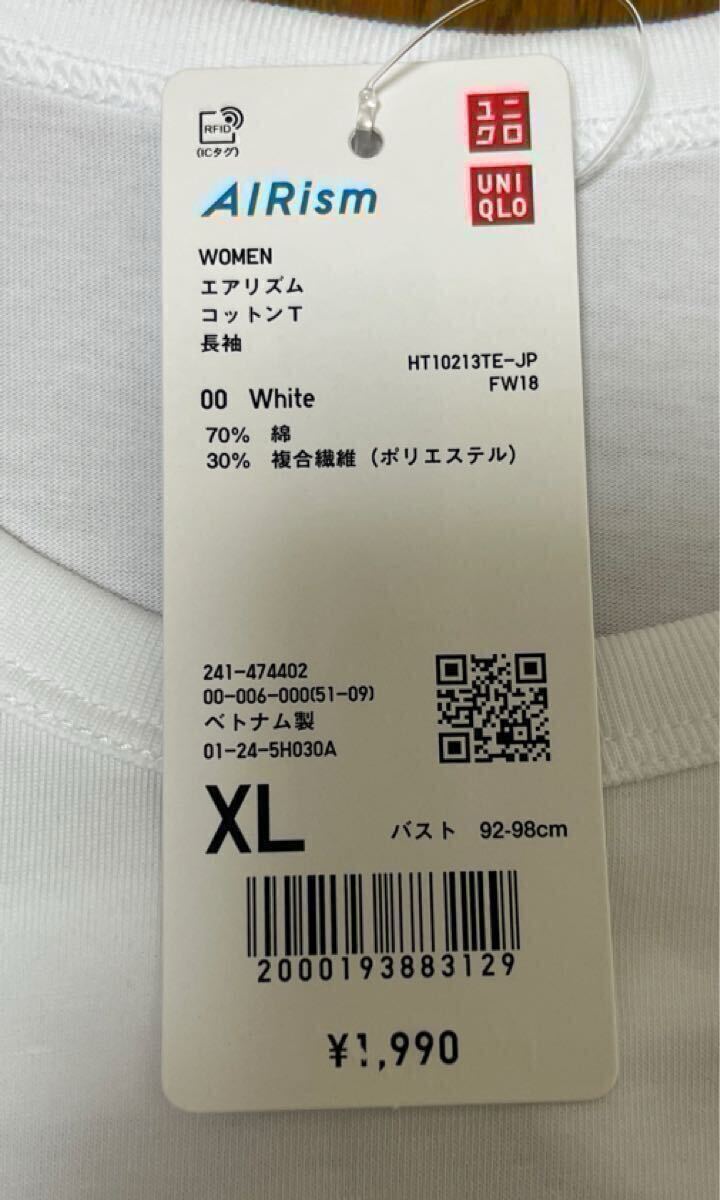 RFID
(ICタグ)
ユニ
クロ
AIRism
UNI
QLO
WOMEN
エアリズム
コットンT
長袖
HT10213TE-JP
FW18
00 White
70% 綿
30% 複合繊維（ポリエステル）
241-474402
00-006-000(51-09)
ベトナム製
01-24-5H030A
XL
バスト 92-98cm
2000193883129
¥1,990